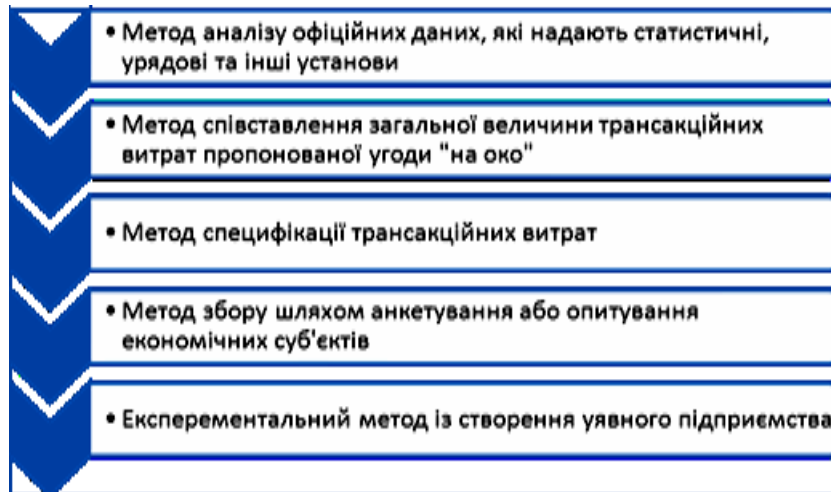 • Метод аналізу офіційних даних, які надають статистичні,
урядові та інші установи
• Метод співставлення загальної величини трансакційних
витрат пропонованої угоди "на око"
• Метод специфікації трансакційних витрат
• Метод збору шляхом анкетування або опитування
економічних суб'єктів
• Експерементальний метод із створення уявного підприємства